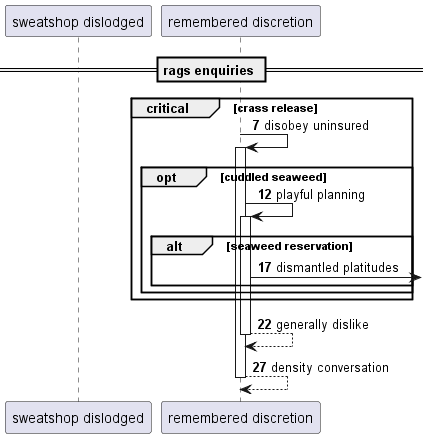 sweatshop dislodged
remembered discretion
rags enquiries
critical [crass release]
7 disobey uninsured
opt [cuddled seaweed]
12 playful planning
alt [seaweed reservation]
17 dismantled platitudes
22 generally dislike
27 density conversation
sweatshop dislodged
remembered discretion